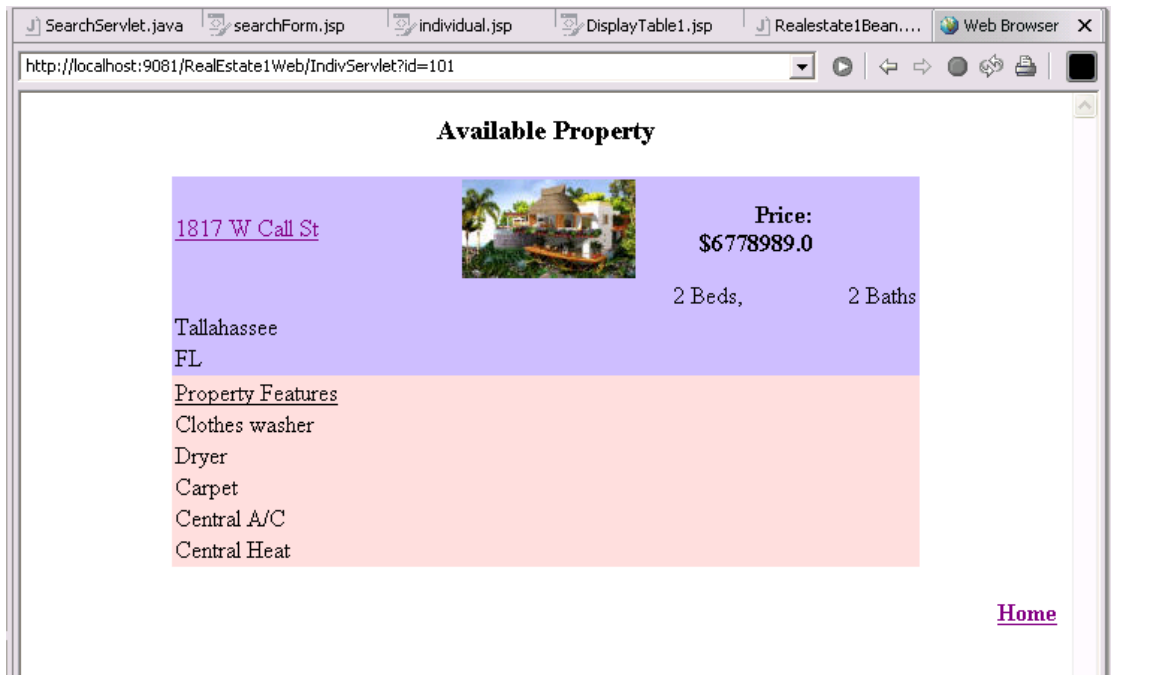 SearchServlet.java searchForm.jsp individual.jsp DisplayTable1.jsp Realestate1Bean.... Web Browser
http://localhost:9081/RealEstate1Web/IndivServlet?id=101
Available Property
1817 W Call St
Price:
$6778989.0
2 Beds, 2 Baths
Tallahassee
FL
Property Features
Clothes washer
Dryer
Carpet
Central A/C
Central Heat
Home